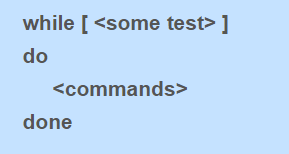 while [ <some test> ]
do
<commands>
done